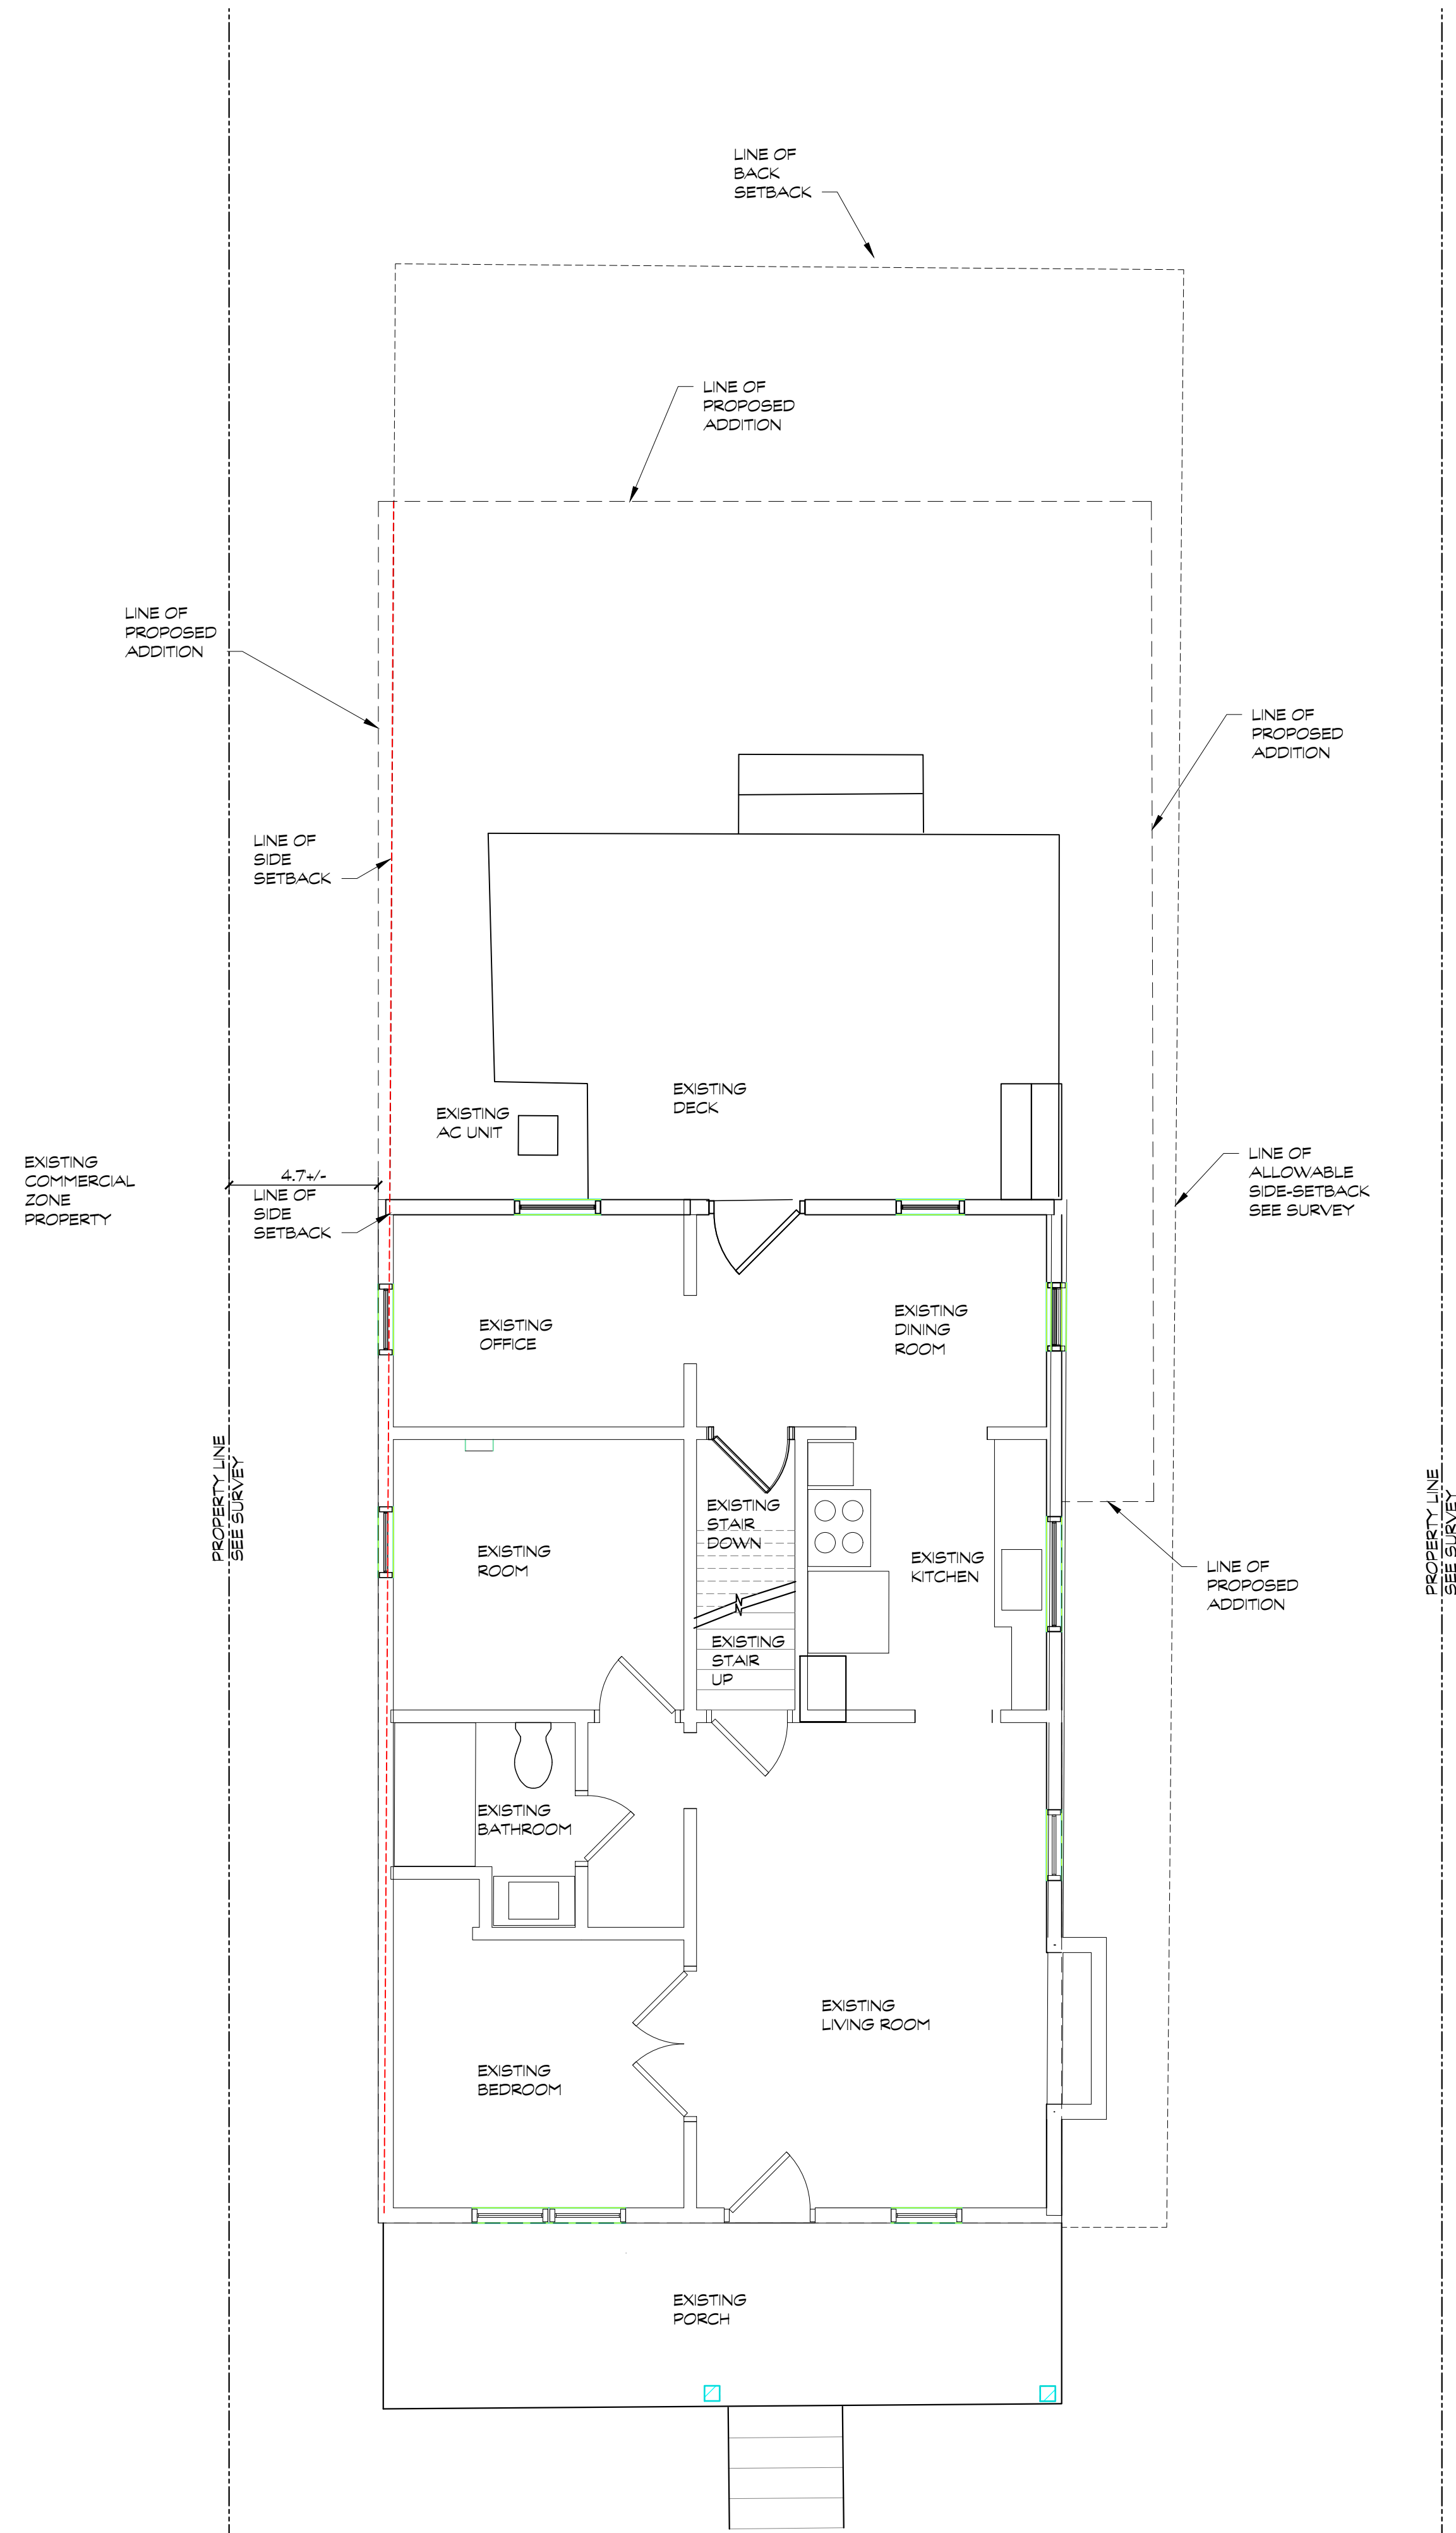 LINE OF
BACK
SETBACK
LINE OF
PROPOSED
ADDITION
LINE OF
PROPOSED
ADDITION
LINE OF
PROPOSED
ADDITION
LINE OF
SIDE
SETBACK
EXISTING
DECK
EXISTING
AC UNIT
EXISTING
COMMERCIAL
ZONE
PROPERTY
4.7+/-
LINE OF
SIDE
SETBACK
LINE OF
ALLOWABLE
SIDE-SETBACK
SEE SURVEY
EXISTING
OFFICE
EXISTING
DINING
ROOM
PROPERTY LINE
SEE SURVEY
EXISTING
STAIR
DOWN
EXISTING
ROOM
EXISTING
KITCHEN
LINE OF
PROPOSED
ADDITION
PROPERTY LINE
SEE SURVEY
EXISTING
STAIR
UP
EXISTING
BATHROOM
EXISTING
LIVING ROOM
EXISTING
BEDROOM
EXISTING
PORCH